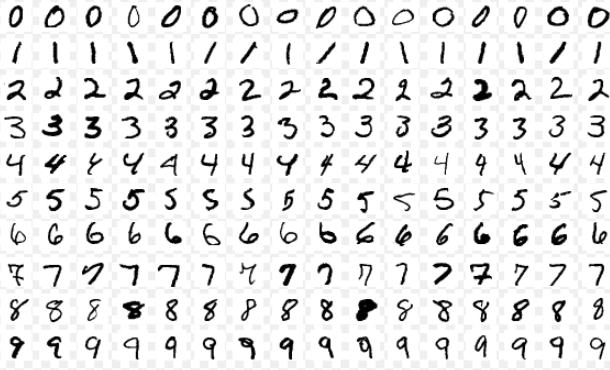 0 0 0 0 0 0 0 0 0 0 0 0 0 0 0 0
1 1 1 1 1 1 1 1 1 1 1 1 1 1 1 1
2 2 2 2 2 2 2 2 2 2 2 2 2 2 2 2
3 3 3 3 3 3 3 3 3 3 3 3 3 3 3 3
4 4 4 4 4 4 4 4 4 4 4 4 4 4 4 4
5 5 5 5 5 5 5 5 5 5 5 5 5 5 5 5
6 6 6 6 6 6 6 6 6 6 6 6 6 6 6 6
7 7 7 7 7 7 7 7 7 7 7 7 7 7 7 7
8 8 8 8 8 8 8 8 8 8 8 8 8 8 8 8
9 9 9 9 9 9 9 9 9 9 9 9 9 9 9 9